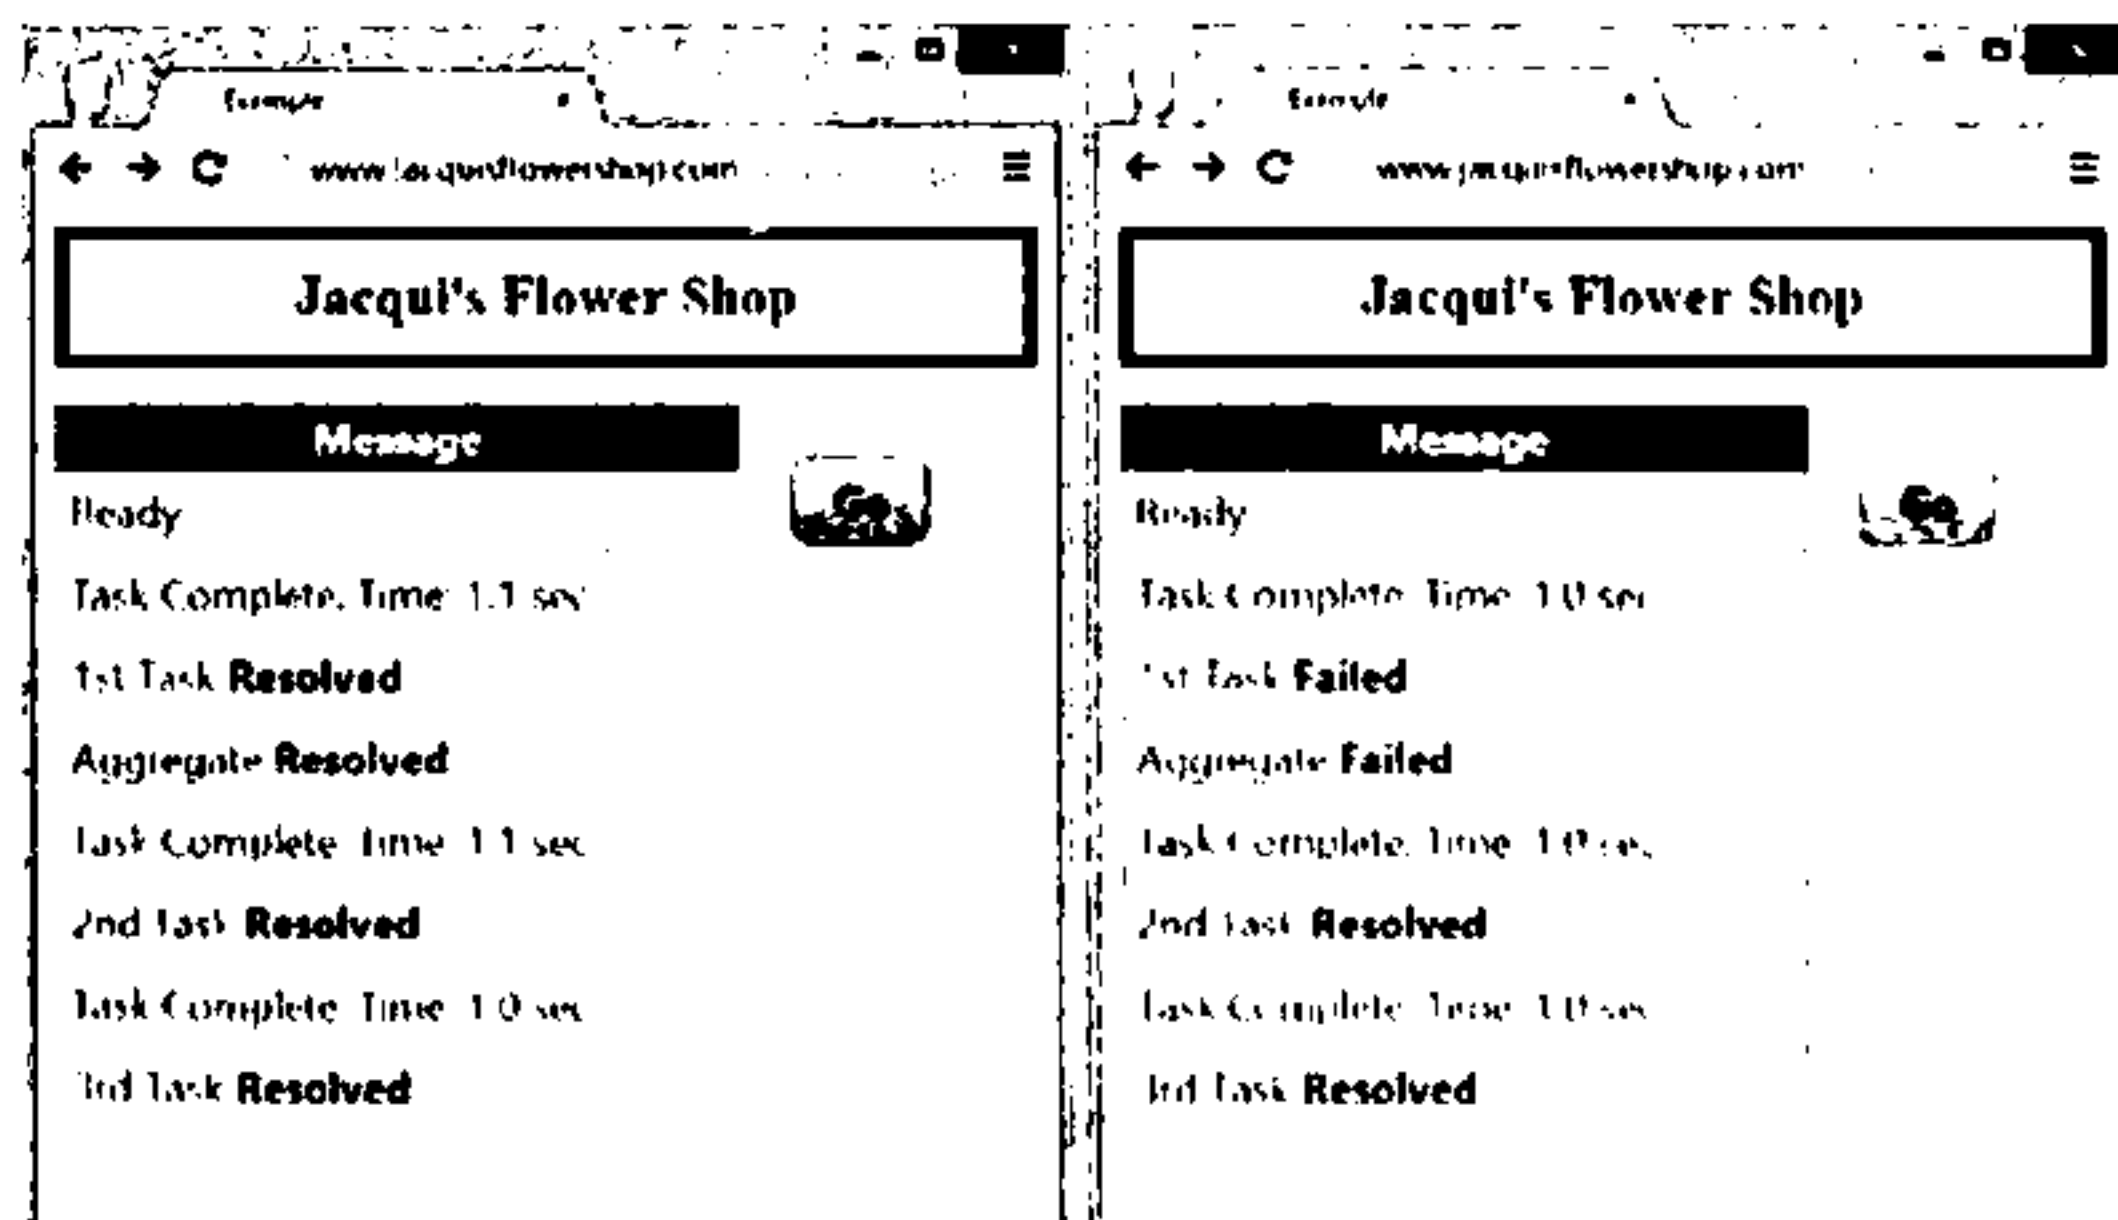 Example
www.jacquisflowershop.com
Jacqui's Flower Shop
Message
Ready
Task Complete. Time: 1.1 sec
1st Task Resolved
Aggregate Resolved
Task Complete. Time: 1.1 sec
2nd Task Resolved
Task Complete. Time: 1.0 sec
3rd Task Resolved
Example
www.jacquisflowershop.com
Jacqui's Flower Shop
Message
Go
Ready
Task Complete. Time: 1.0 sec
1st Task Failed
Aggregate Failed
Task Complete. Time: 1.0 sec
2nd Task Resolved
Task Complete. Time: 1.0 sec
3rd Task Resolved